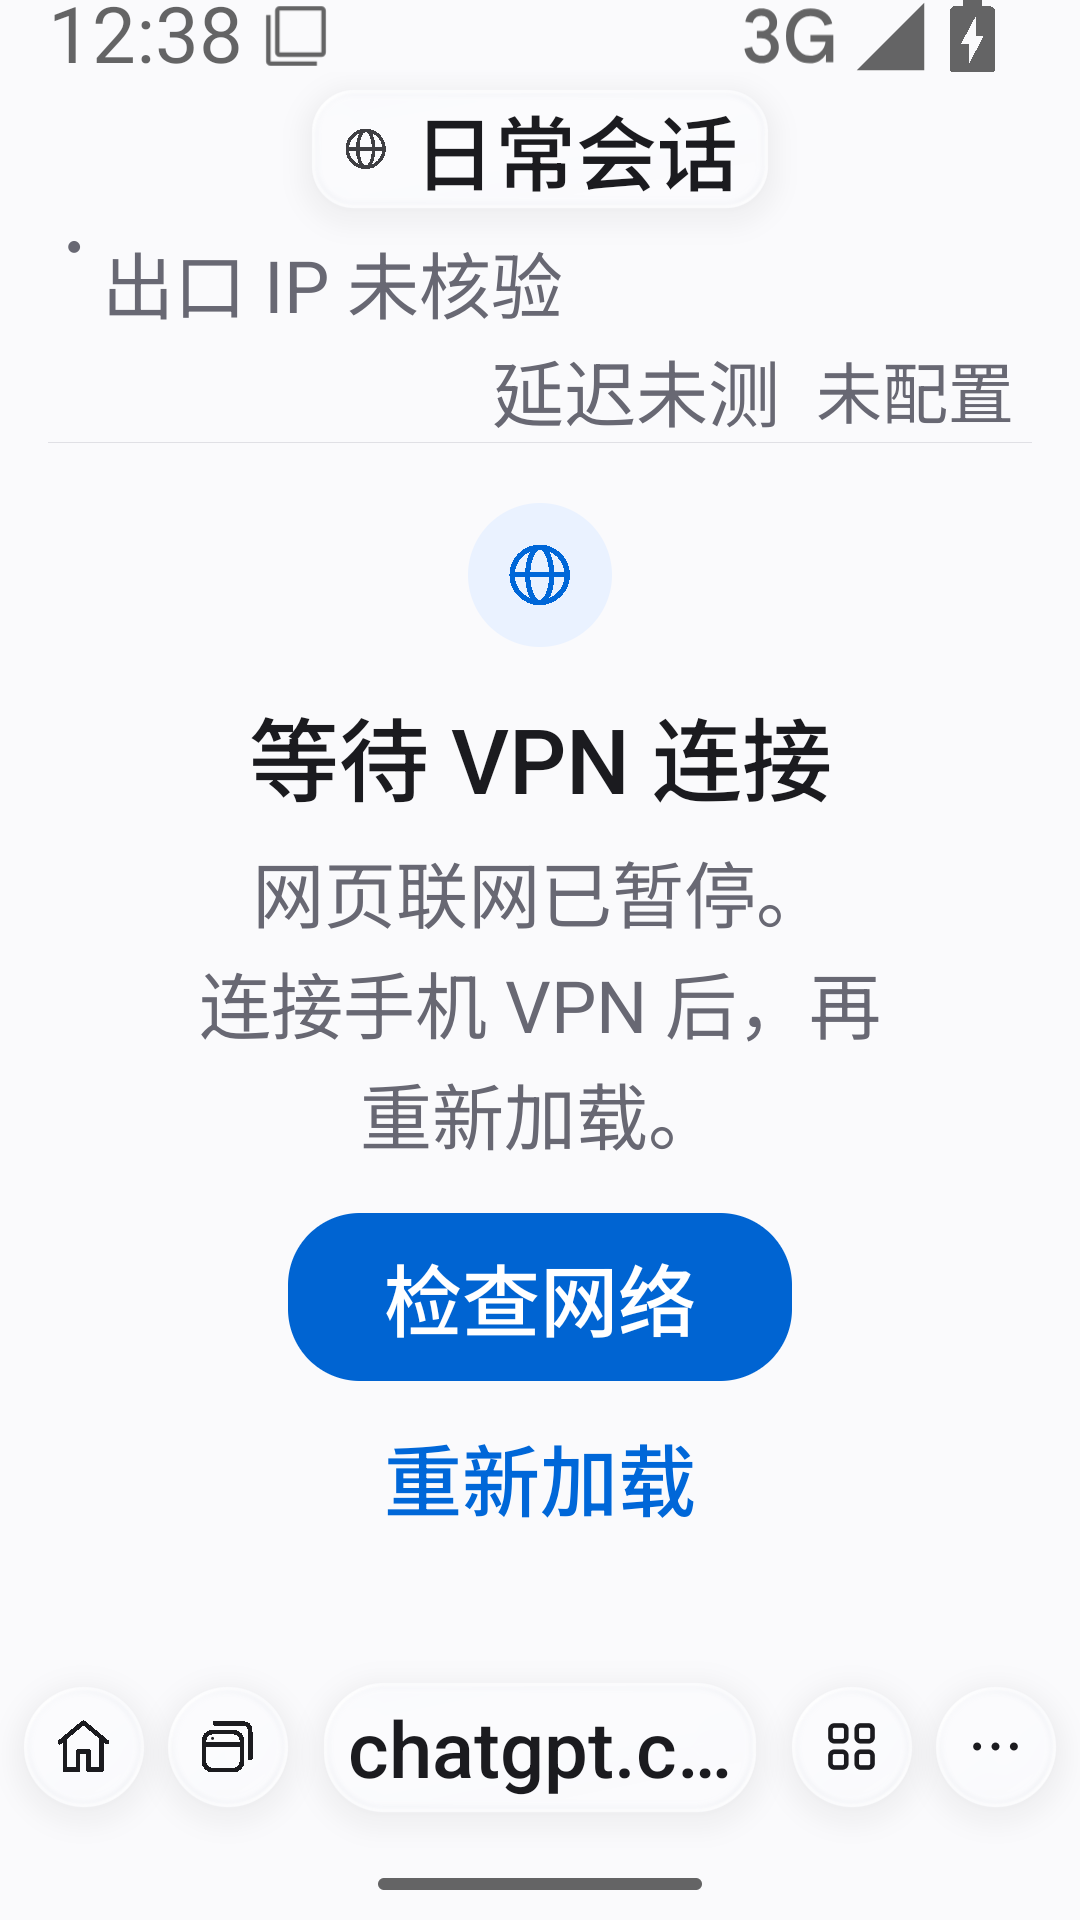 12:38
3G
日常会话
出口 IP 未核验
延迟未测 未配置
等待 VPN 连接
网页联网已暂停。
连接手机 VPN 后，再
重新加载。
检查网络
重新加载
chatgpt.c...